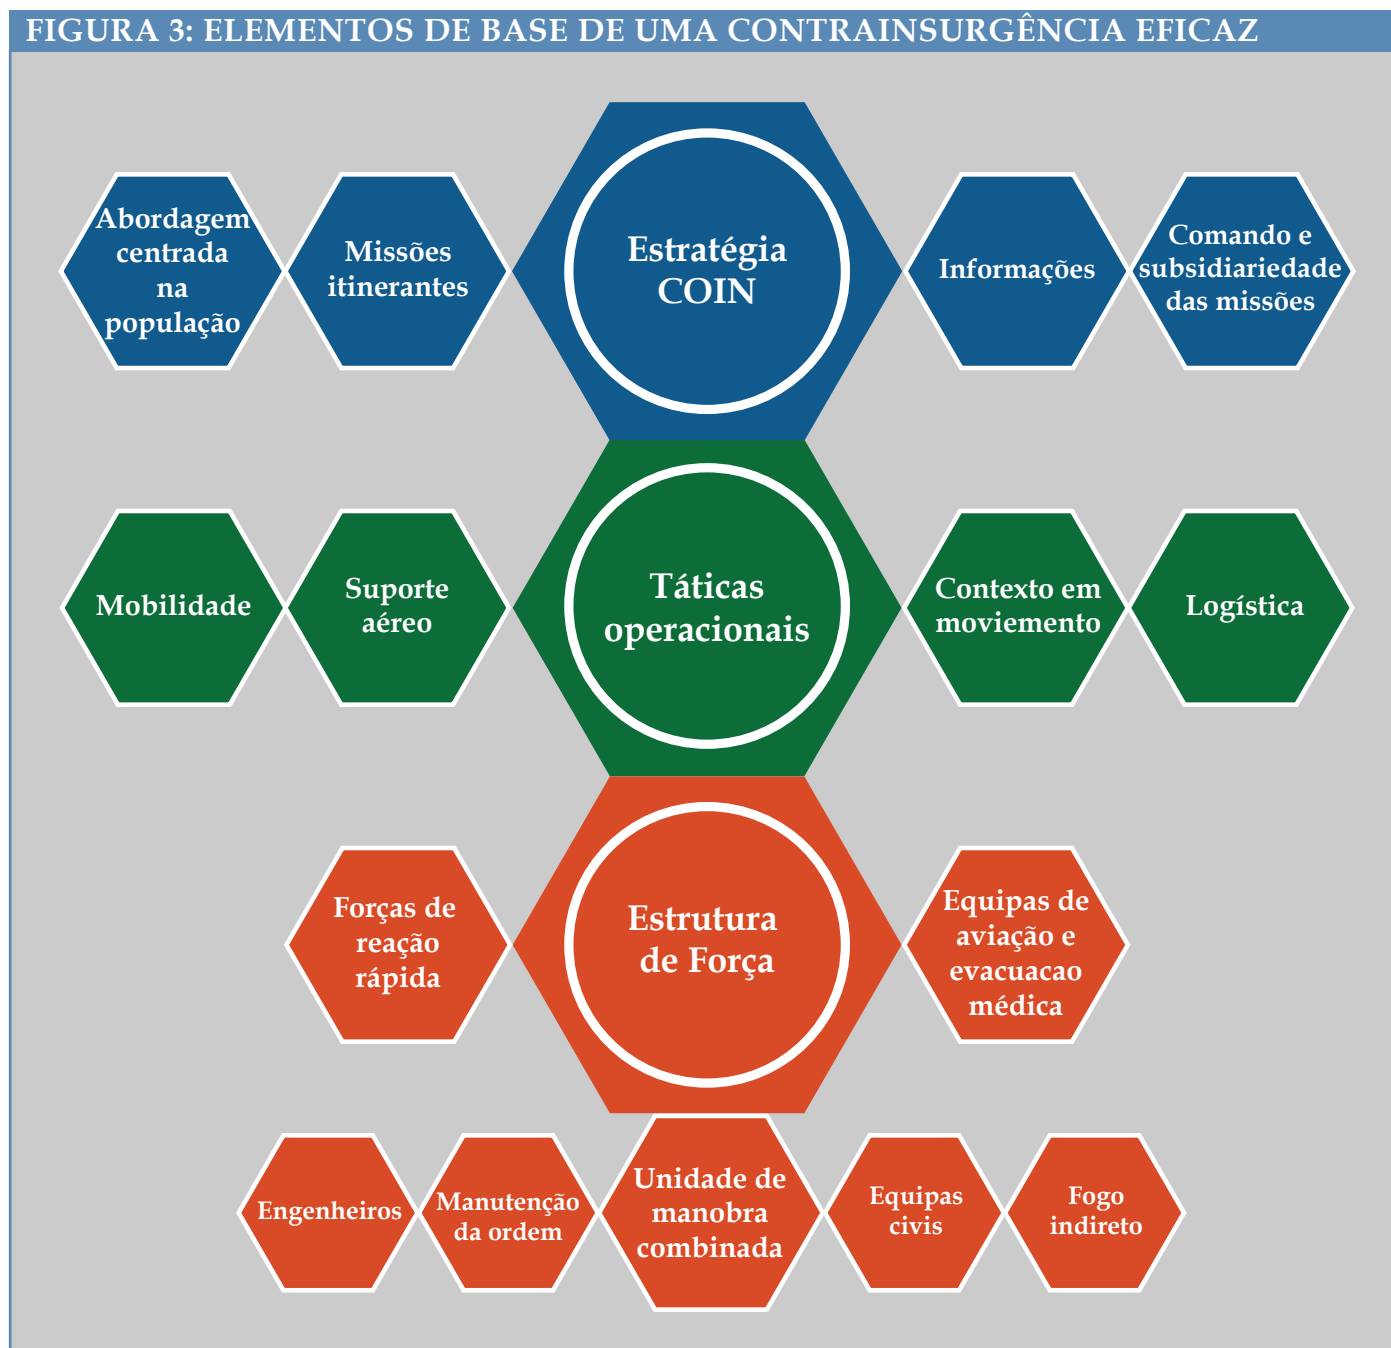 FIGURA 3: ELEMENTOS DE BASE DE UMA CONTRAINSURGÊNCIA EFICAZ
Abordagem
centrada
na
população
Missões
itinerantes
Estratégia
COIN
Informações
Comando e
subsidiariedade
das missões
Mobilidade
Suporte
aéreo
Táticas
operacionais
Contexto em
moviemento
Logística
Forças de
reação
rápida
Estrutura
de Força
Equipas de
aviação e
evacuacao
médica
Engenheiros
Manutenção
da ordem
Unidade de
manobra
combinada
Equipas
civis
Fogo
indireto